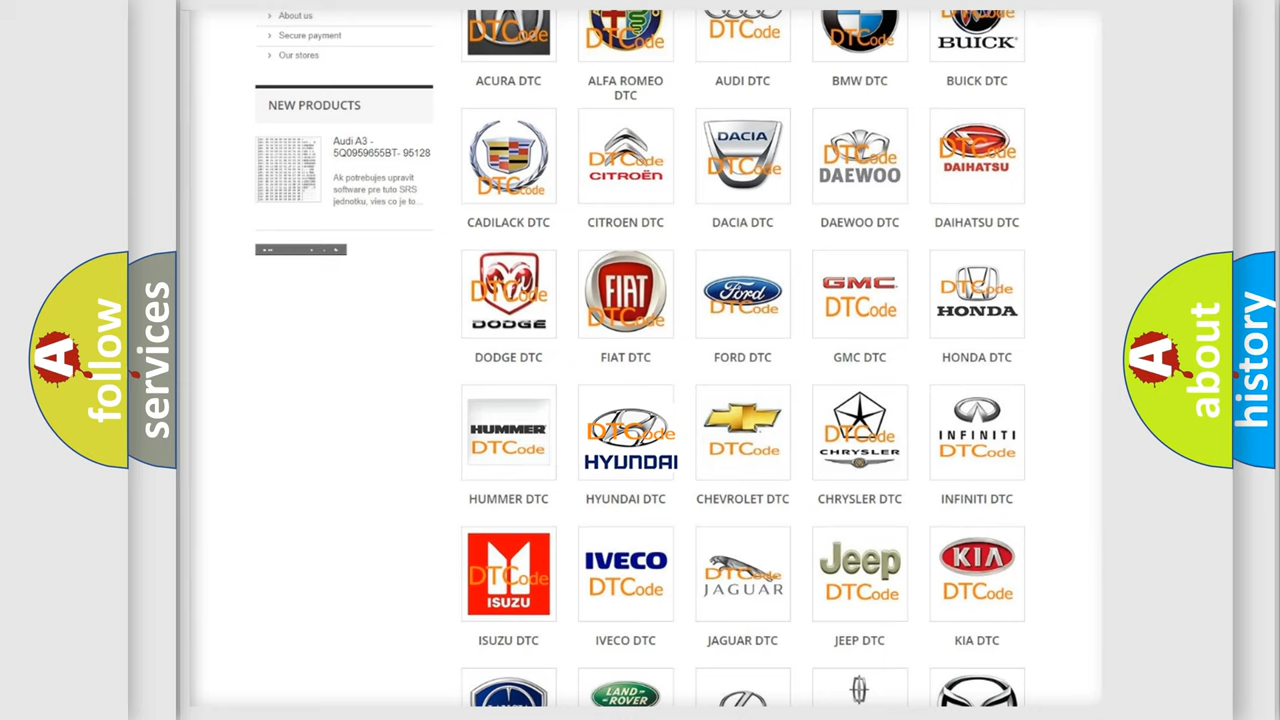 About us
Secure payment
Our stores
NEW PRODUCTS
Audi A3 -
5Q0959655BT- 95128
Ak potrebujes upravit
software pre tuto SRS
jednotku, vies co je to...
DTCode DTCode DTCode DTCode BUICK
ACURA DTC
ALFA ROMEO
DTC
AUDI DTC
BMW DTC
BUICK DTC
DTCode
DTCode
CITROËN
DACIA
DTCode
DTCode
DAEWOO
DTCode
DAIHATSU
CADILACK DTC
CITROEN DTC
DACIA DTC
DAEWOO DTC
DAIHATSU DTC
DTCode
DODGE
FIAT
DTCode
Ford
DTCode
GMC
DTCode
DTCode
HONDA
DODGE DTC
FIAT DTC
FORD DTC
GMC DTC
HONDA DTC
HUMMER
DTCode
DTCode
HYUNDAI
DTCode
DTCode
CHRYSLER
INFINITI
DTCode
HUMMER DTC
HYUNDAI DTC
CHEVROLET DTC
CHRYSLER DTC
INFINITI DTC
DTCode
ISUZU
IVECO
DTCode
DTCode
JAGUAR
Jeep
DTCode
KIA
DTCode
ISUZU DTC
IVECO DTC
JAGUAR DTC
JEEP DTC
KIA DTC
LAND-
ROVER
A
follow
services
A
about
history